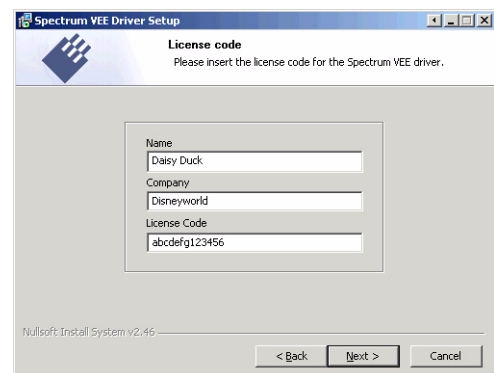 Spectrum VEE Driver Setup
License code
Please insert the license code for the Spectrum VEE driver.
Name
Daisy Duck
Company
Disneyworld
License Code
abcdefg123456
Nullsoft Install System v2.46
< Back
Next >
Cancel